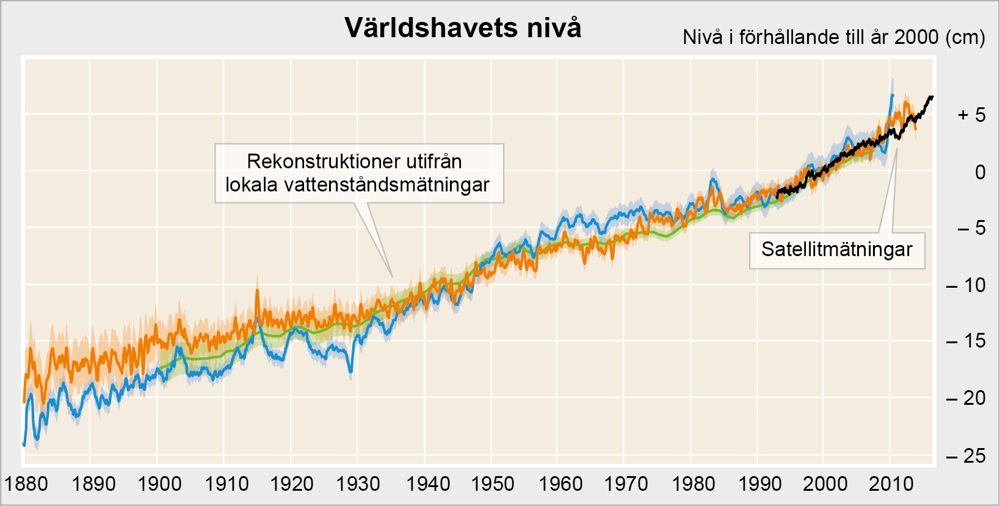 Världshavets nivå
Nivå i förhållande till år 2000 (cm)
Rekonstruktioner utifrån
lokala vattenståndsmätningar
Satellitmätningar
+ 5
0
– 5
– 10
– 15
– 20
– 25
1880 1890 1900 1910 1920 1930 1940 1950 1960 1970 1980 1990 2000 2010